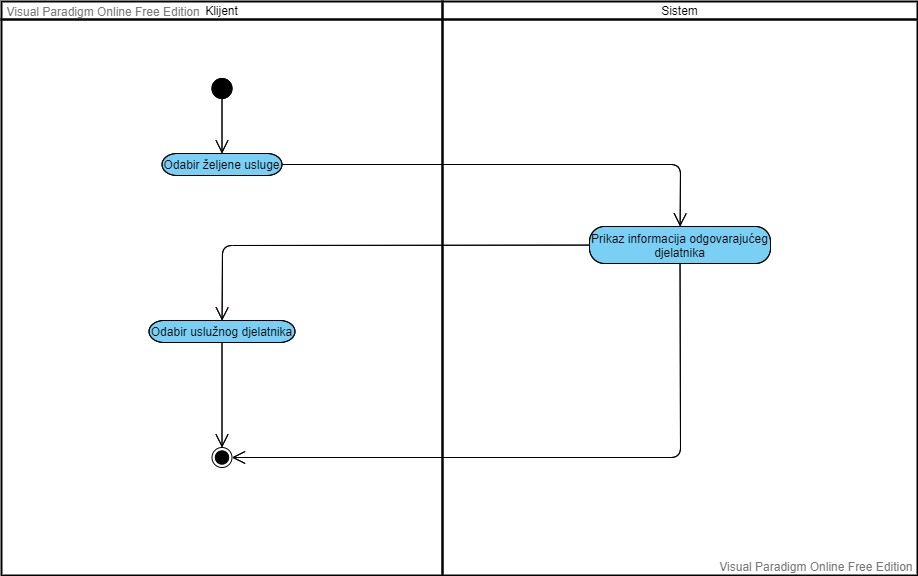 Visual Paradigm Online Free Edition
Klijent
Sistem
Odabir željene usluge
Prikaz informacija odgovarajućeg
djelatnika
Odabir uslužnog djelatnika
Visual Paradigm Online Free Edition